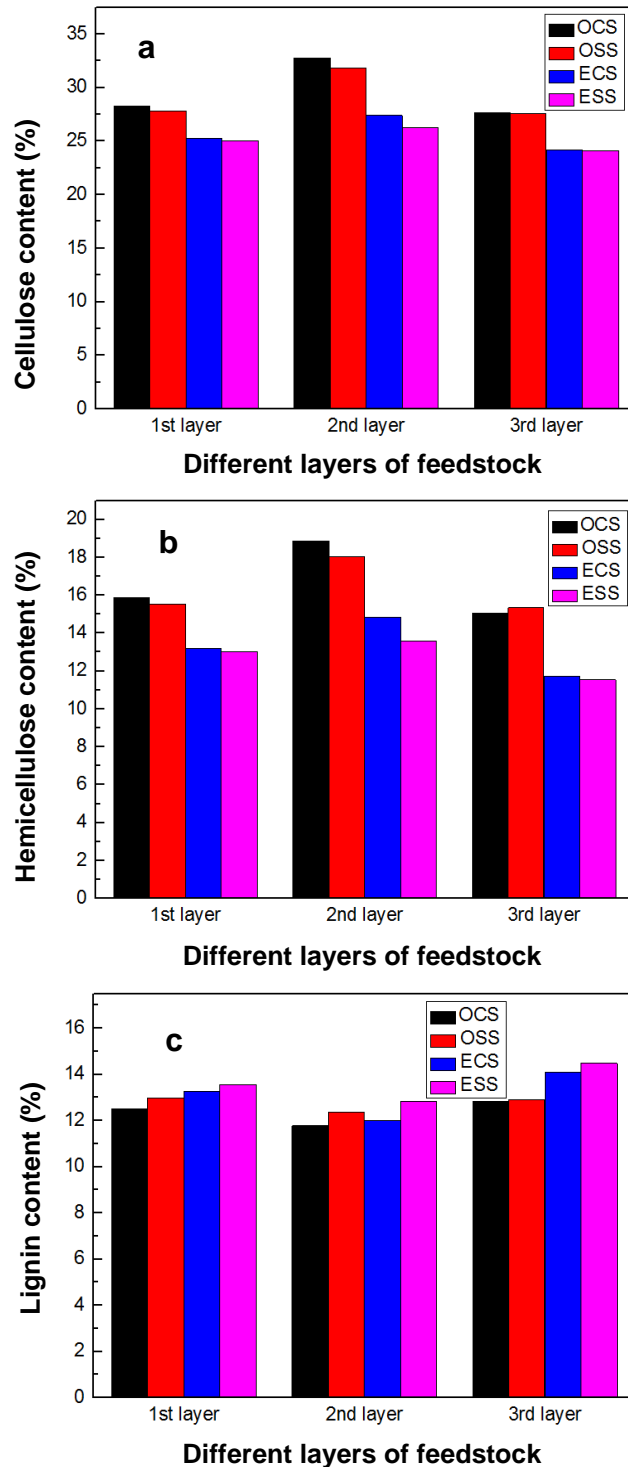 a
OCS
OSS
ECS
ESS
35
30
25
20
15
10
5
0
Cellulose content (%)
1st layer 2nd layer 3rd layer
Different layers of feedstock
b
OCS
OSS
ECS
ESS
20
18
16
14
12
10
8
6
4
2
0
Hemicellulose content (%)
1st layer 2nd layer 3rd layer
Different layers of feedstock
c
OCS
OSS
ECS
ESS
16
14
12
10
8
6
4
2
0
Lignin content (%)
1st layer 2nd layer 3rd layer
Different layers of feedstock